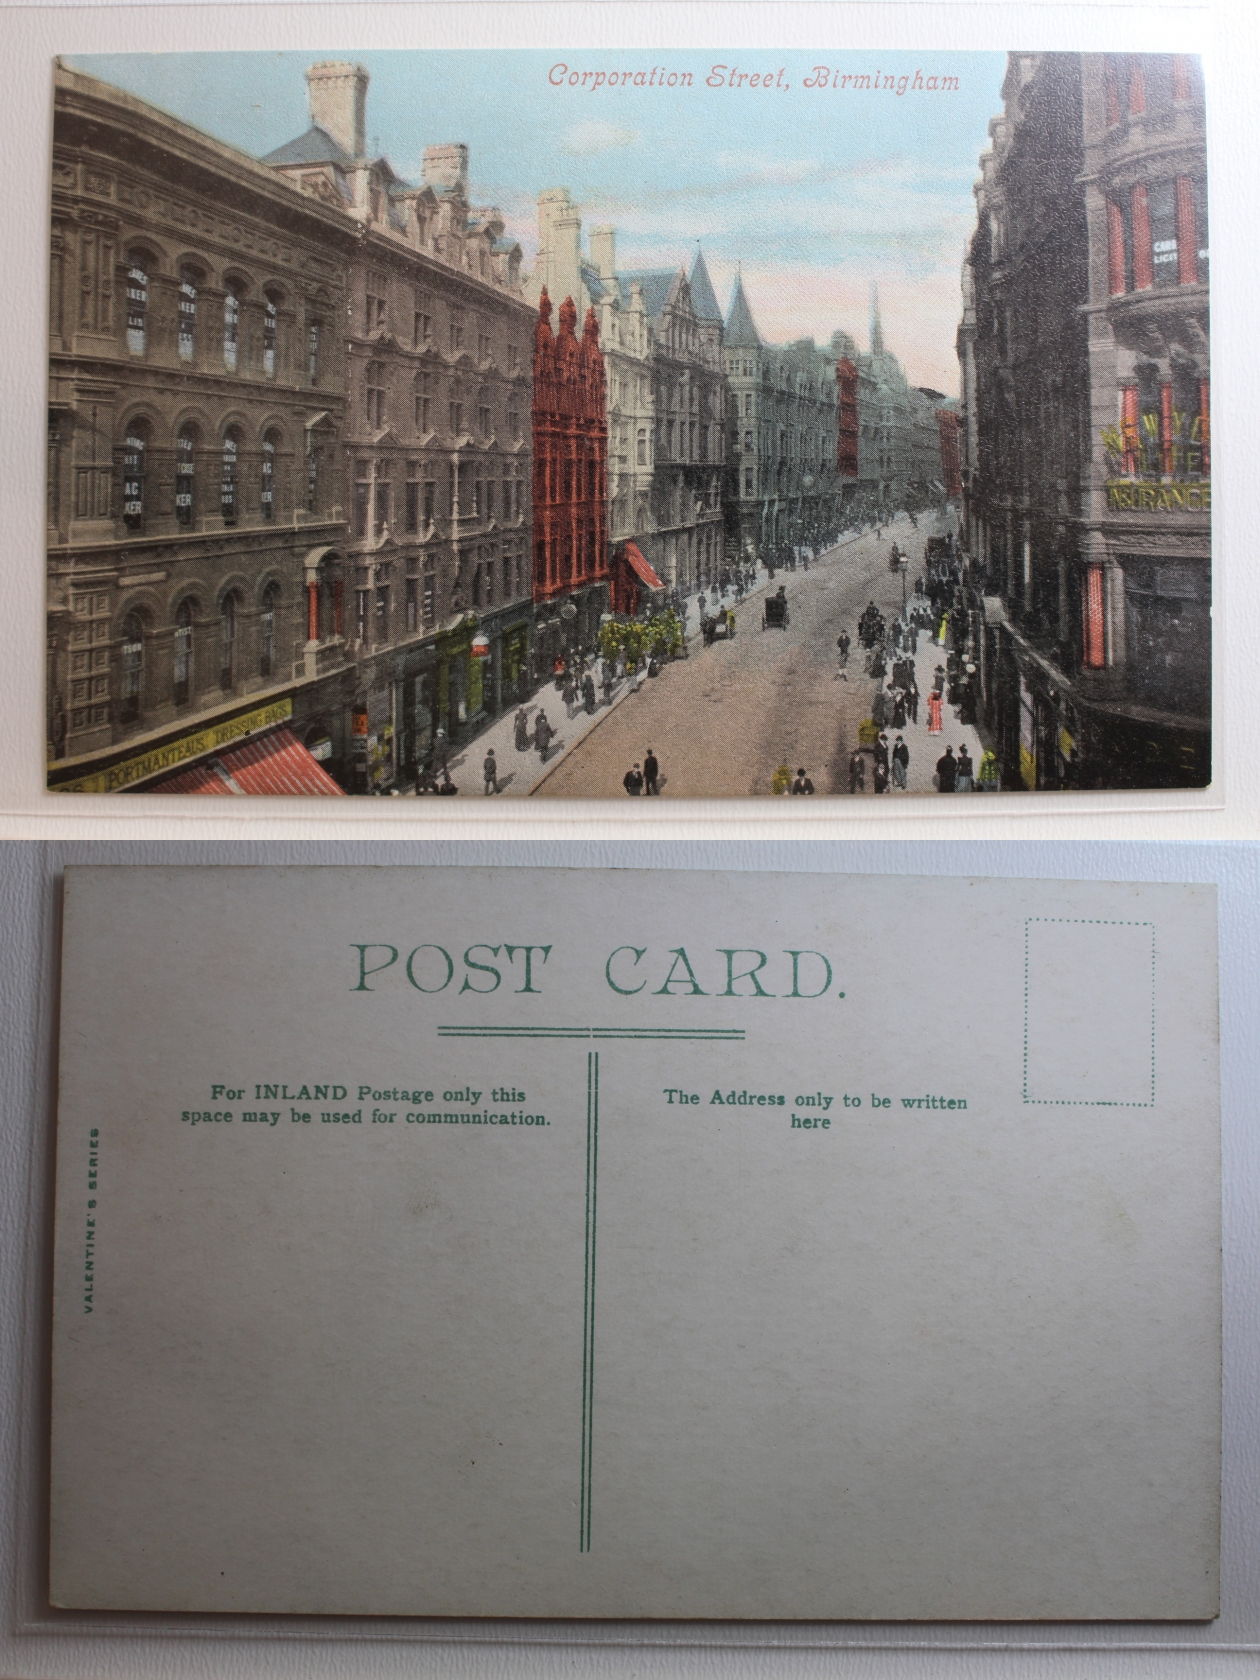 Corporation Street, Birmingham
PORTMANTEAUS. DRESSING BAGS.
POST CARD.
For INLAND Postage only this
space may be used for communication.
The Address only to be written
here
VALENTINE'S SERIES